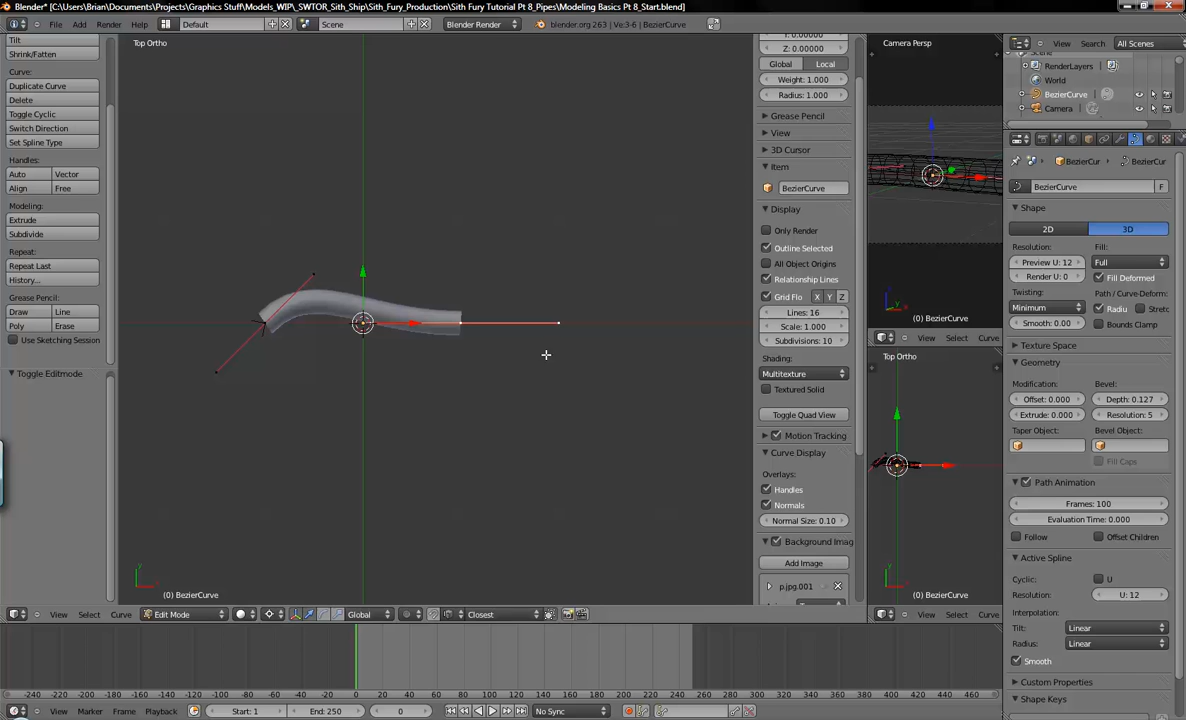 Blender* [C:\Users\Brian\Documents\Projects\Graphics Stuff\Models_WIP\_SWTOR_Sith_Ship\Sith_Fury_Production\Sith Fury Tutorial Pt 8_Pipes\Modeling Basics Pt 8_Start.blend]
File Add Render Help Default Scene Blender Render blender.org 263 | Ve:3-6 | BezierCurve
View Search All Scenes
Tilt
Shrink/Fatten
Curve:
Duplicate Curve
Delete
Toggle Cyclic
Switch Direction
Set Spline Type
Handles:
Auto Vector
Align Free
Modeling:
Extrude
Subdivide
Repeat:
Repeat Last
History...
Grease Pencil:
Draw Line
Poly Erase
Use Sketching Session
Toggle Editmode
Top Ortho
(0) BezierCurve
View Select Curve Edit Mode Global Closest
Y: 0.00000
Z: 0.00000
Global Local
Weight: 1.000
Radius: 1.000
Grease Pencil
View
3D Cursor
Item
BezierCurve
Display
Only Render
Outline Selected
All Object Origins
Relationship Lines
Grid Flo X Y Z
Lines: 16
Scale: 1.000
Subdivisions: 10
Shading:
Multitexture
Textured Solid
Toggle Quad View
Motion Tracking
Curve Display
Overlays:
Handles
Normals
Normal Size: 0.10
Background Imag
Add Image
p.jpg.001
Camera Persp
(0) BezierCurve
View Select
Top Ortho
(0) BezierCurve
View Select
Scene
RenderLayers
World
BezierCurve
Camera
BezierCur BezierCur
BezierCurve F
Shape
2D 3D
Resolution: Fill:
Preview U: 12 Full
Render U: 0 Fill Deformed
Twisting: Path / Curve-Deform:
Minimum Radiu Stretc
Smooth: 0.00 Bounds Clamp
Texture Space
Geometry
Modification: Bevel:
Offset: 0.000 Depth: 0.127
Extrude: 0.000 Resolution: 5
Taper Object: Bevel Object:
Fill Caps
Path Animation
Frames: 100
Evaluation Time: 0.000
Follow Offset Children
Active Spline
Cyclic: U
Resolution: U: 12
Interpolation:
Tilt: Linear
Radius: Linear
Smooth
Custom Properties
Shape Keys
-240 -220 -200 -180 -160 -140 -120 -100 -80 -60 -40 -20 0 20 40 60 80 100 120 140 160 180 200 220 240 260 280 300 320 340 360 380 400 420 440 460
View Marker Frame Playback Start: 1 End: 250 0 No Sync